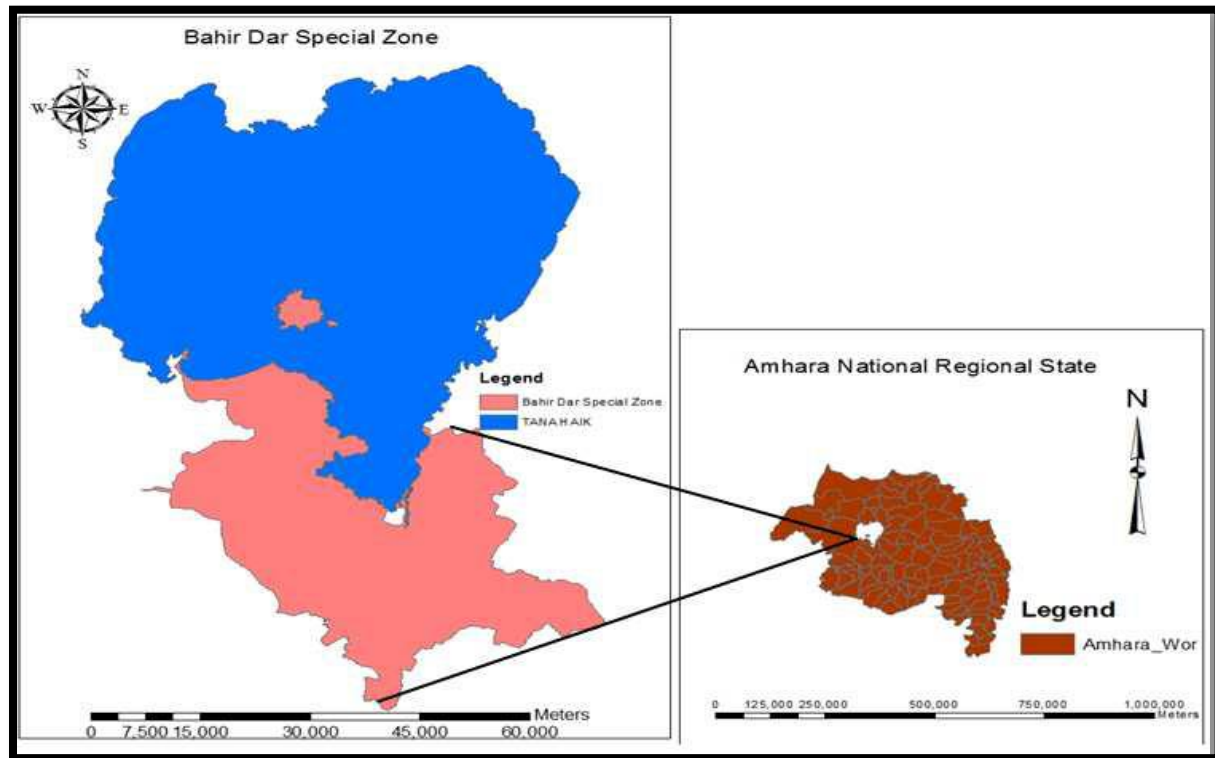 Bahir Dar Special Zone
N
W E
S
Legend
Bahir Dar Special Zone
TANA HAIK
0 7,500 15,000 30,000 45,000 60,000 Meters
Amhara National Regional State
N
Legend
Amhara_Wor
0 125,000 250,000 500,000 750,000 1,000,000
Meters